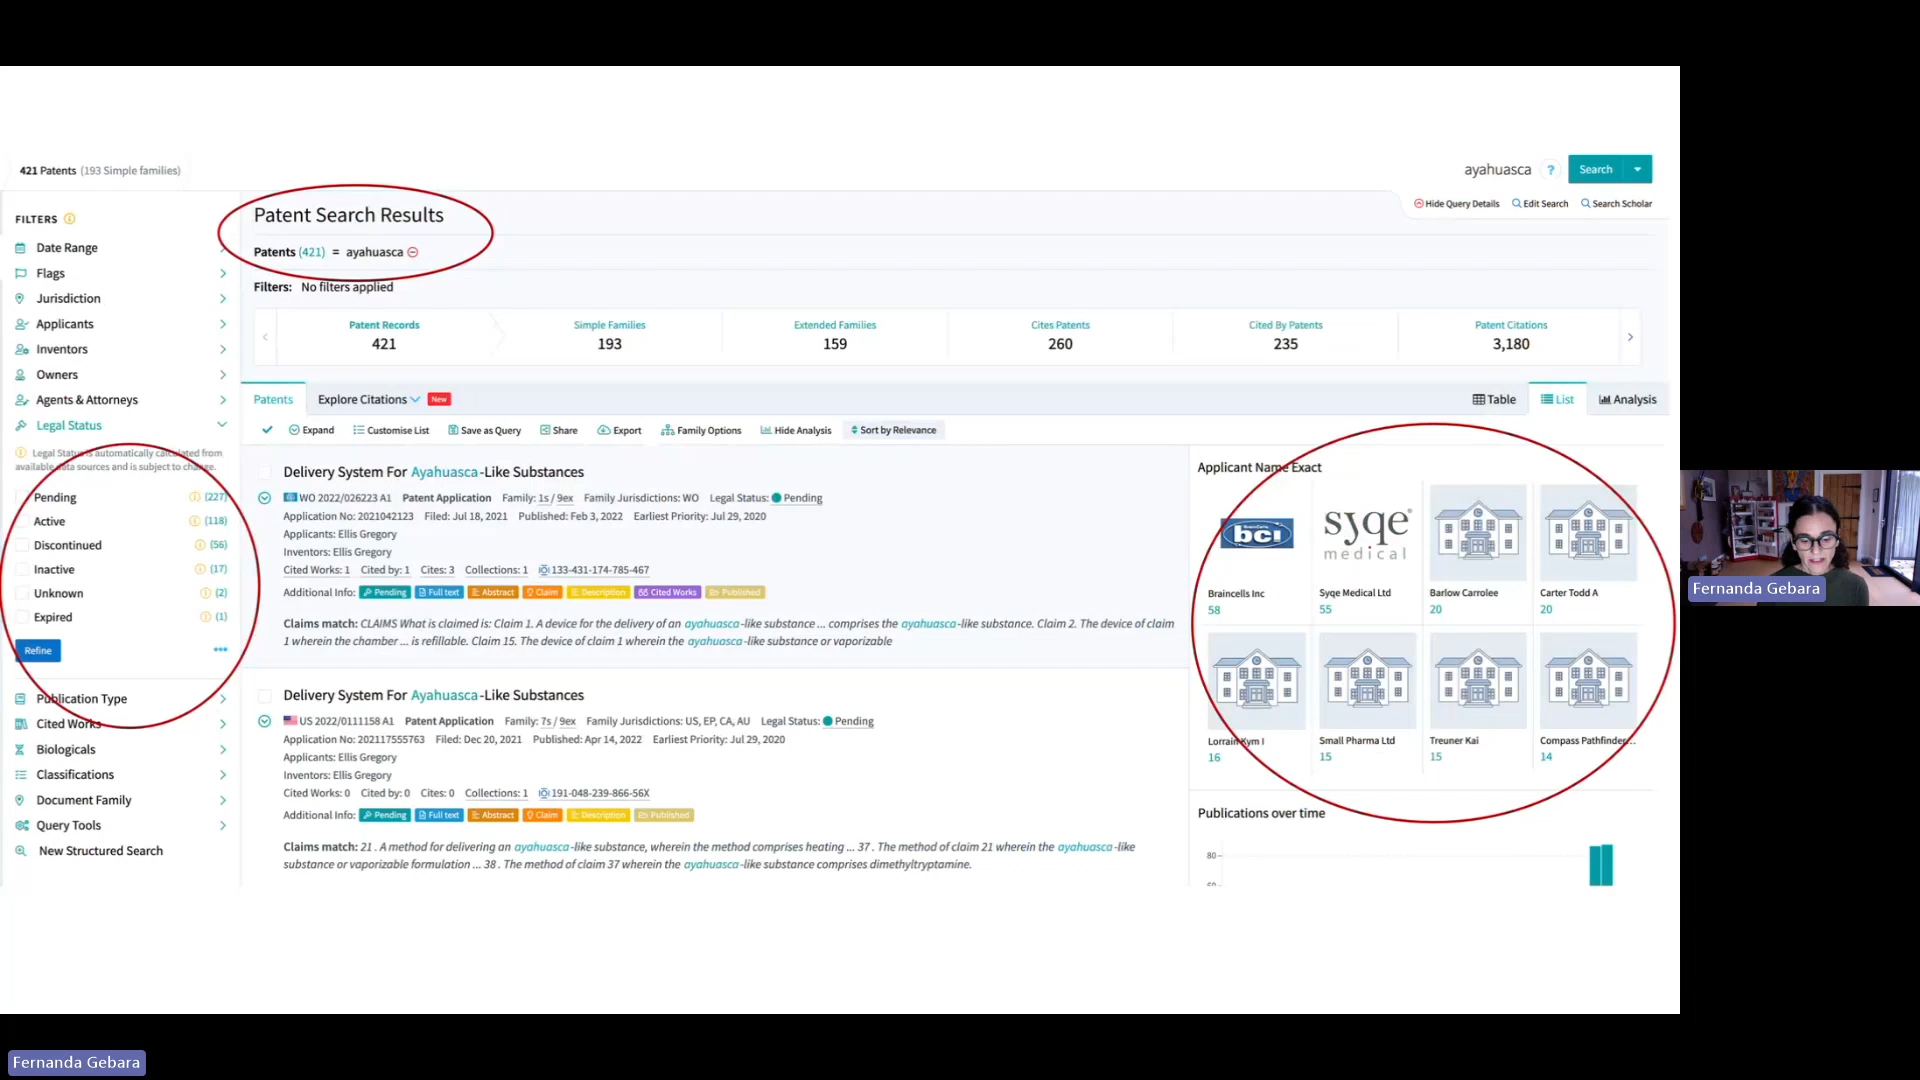 421 Patents (193 Simple families)
ayahuasca ? Search
Hide Query Details Edit Search Search Scholar
FILTERS
Date Range
Flags
Jurisdiction
Applicants
Inventors
Owners
Agents & Attorneys
Legal Status
Legal Status is automatically calculated from
available data sources and is subject to change.
Pending (227)
Active (118)
Discontinued (56)
Inactive (17)
Unknown (2)
Expired (1)
Refine
Publication Type
Cited Works
Biologicals
Classifications
Document Family
Query Tools
New Structured Search
Patent Search Results
Patents (421) = ayahuasca
Filters: No filters applied
Patent Records
421
Simple Families
193
Extended Families
159
Cites Patents
260
Cited By Patents
235
Patent Citations
3,180
Patents Explore Citations New
Table List Analysis
Expand Customise List Save as Query Share Export Family Options Hide Analysis Sort by Relevance
Delivery System For Ayahuasca-Like Substances
WO 2022/026223 A1 Patent Application Family: 1s / 9ex Family Jurisdictions: WO Legal Status: Pending
Application No: 2021042123 Filed: Jul 18, 2021 Published: Feb 3, 2022 Earliest Priority: Jul 29, 2020
Applicants: Ellis Gregory
Inventors: Ellis Gregory
Cited Works: 1 Cited by: 1 Cites: 3 Collections: 1 133-431-174-785-467
Additional Info: Pending Full text Abstract Claim Description Cited Works Published
Claims match: CLAIMS What is claimed is: Claim 1. A device for the delivery of an ayahuasca-like substance ... comprises the ayahuasca-like substance. Claim 2. The device of claim
1 wherein the chamber ... is refillable. Claim 15. The device of claim 1 wherein the ayahuasca-like substance or vaporizable
Delivery System For Ayahuasca-Like Substances
US 2022/0111158 A1 Patent Application Family: 7s / 9ex Family Jurisdictions: US, EP, CA, AU Legal Status: Pending
Application No: 202117555763 Filed: Dec 20, 2021 Published: Apr 14, 2022 Earliest Priority: Jul 29, 2020
Applicants: Ellis Gregory
Inventors: Ellis Gregory
Cited Works: 0 Cited by: 0 Cites: 0 Collections: 1 191-048-239-866-56X
Additional Info: Pending Full text Abstract Claim Description Published
Claims match: 21 . A method for delivering an ayahuasca-like substance, wherein the method comprises heating ... 37 . The method of claim 21 wherein the ayahuasca-like
substance or vaporizable formulation ... 38 . The method of claim 37 wherein the ayahuasca-like substance comprises dimethyltryptamine.
Applicant Name Exact
bci
syqe
medical
Braincells Inc
58
Syqe Medical Ltd
55
Barlow Carrolee
20
Carter Todd A
20
Lorrain Kym I
16
Small Pharma Ltd
15
Treuner Kai
15
Compass Pathfinder...
14
Publications over time
80
60
Fernanda Gebara
Fernanda Gebara